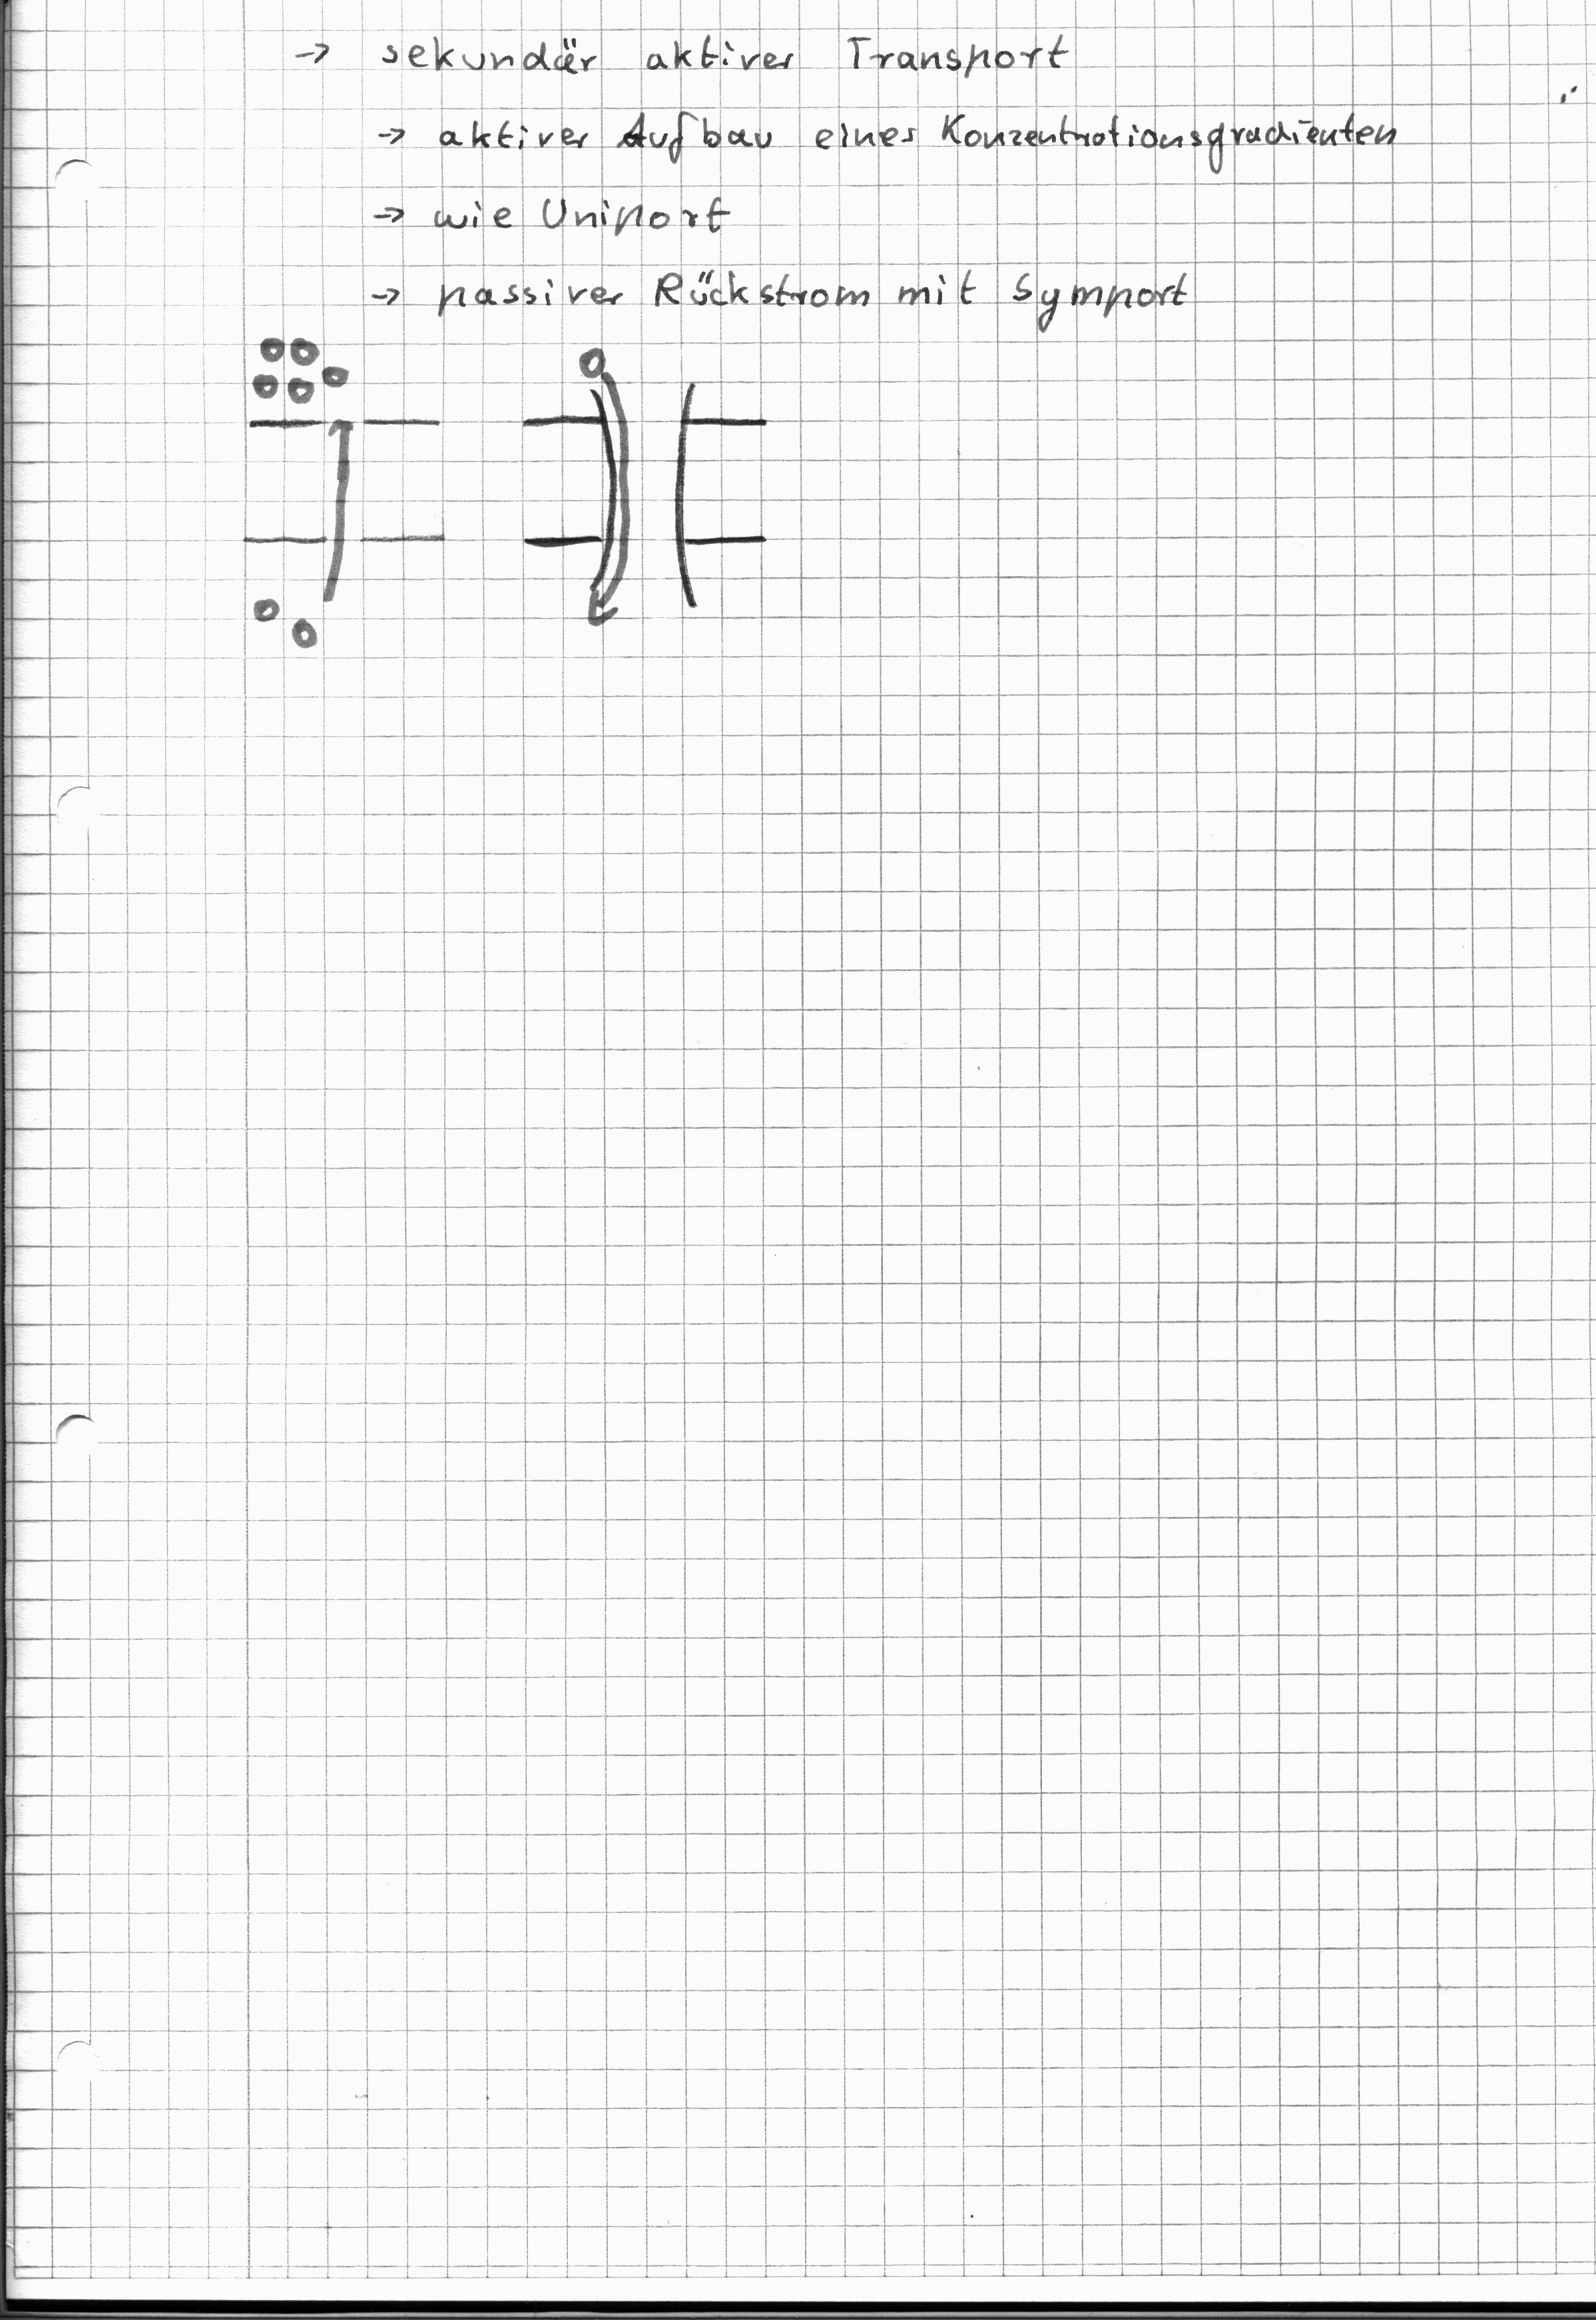 → sekundär aktiver Transport
→ aktiver Aufbau eines Konzentrationsgradienten
→ wie Uniport
→ passiver Rückstrom mit Symport